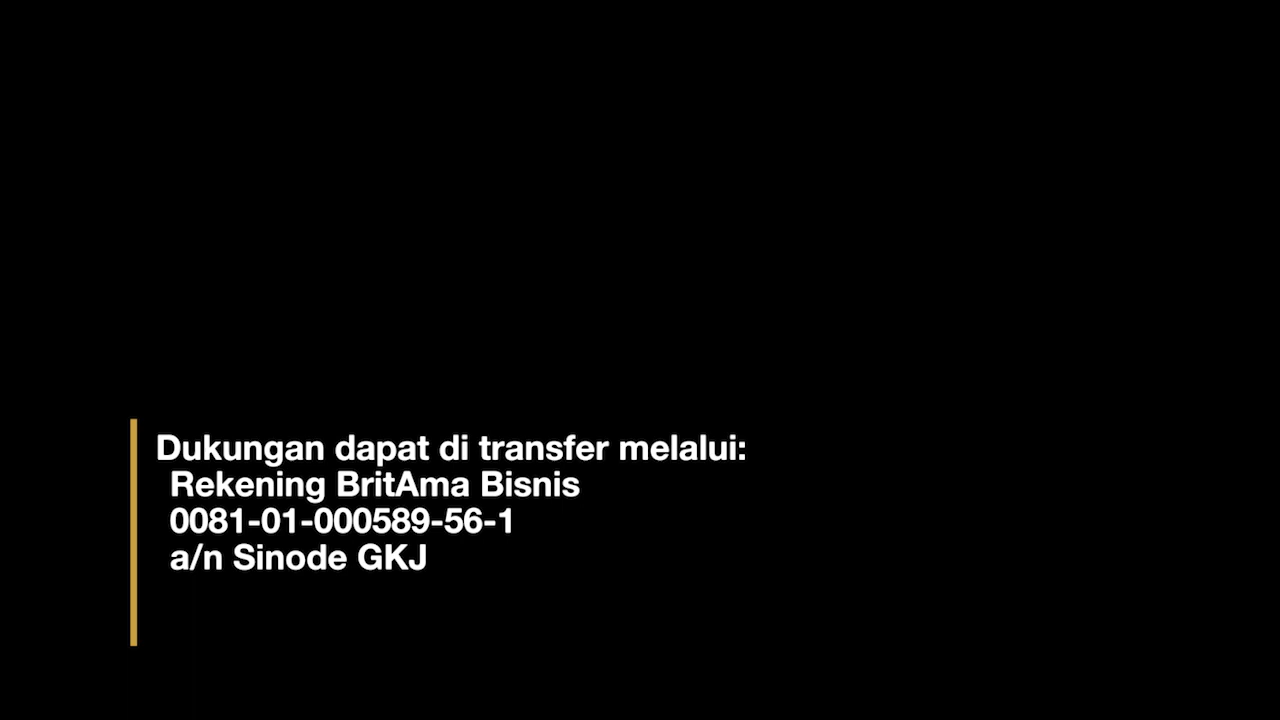 Dukungan dapat di transfer melalui:
Rekening BritAma Bisnis
0081-01-000589-56-1
a/n Sinode GKJ